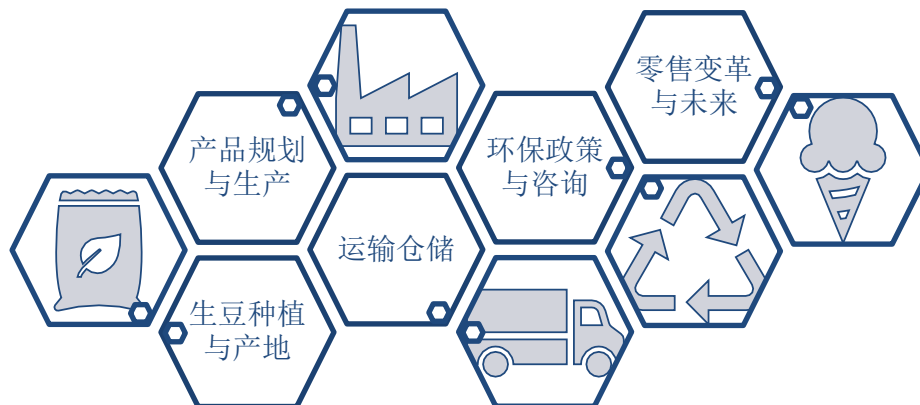 零售变革
与未来
产品规划
与生产
环保政策
与咨询
运输仓储
生豆种植
与产地